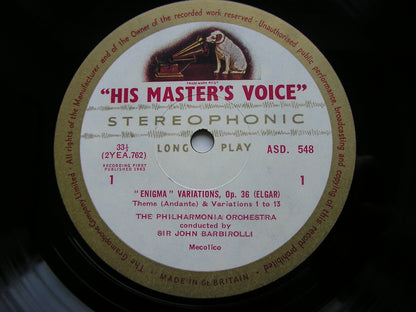 All rights of the Manufacturer and of the Owner of the recorded work reserved · Unauthorised public performance, broadcasting and copying of this record prohibited
TRADE MARK
"HIS MASTER'S VOICE"
STEREOPHONIC
33⅓
(2YEA.762)
LONG PLAY
ASD. 548
RECORDING FIRST
PUBLISHED 1963
1
1
"ENIGMA" VARIATIONS, Op. 36 (ELGAR)
Theme (Andante) & Variations 1 to 13
THE PHILHARMONIA ORCHESTRA
conducted by
SIR JOHN BARBIROLLI
Mecolico
The Gramophone Company Limited ·
MADE IN Gt. BRITAIN